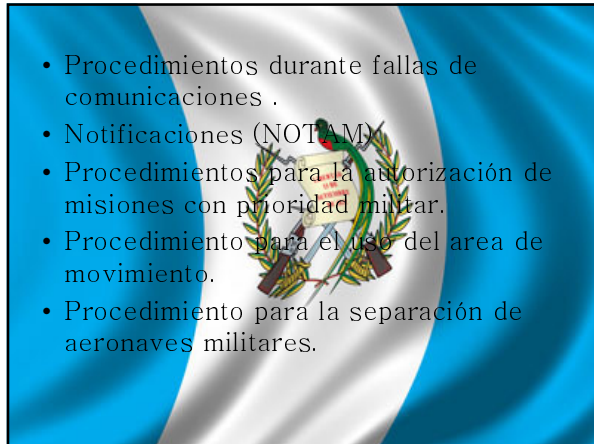 • Procedimientos durante fallas de
comunicaciones .
• Notificaciones (NOTAM)
• Procedimientos para la autorización de
misiones con prioridad militar.
• Procedimiento para el uso del area de
movimiento.
• Procedimiento para la separación de
aeronaves militares.